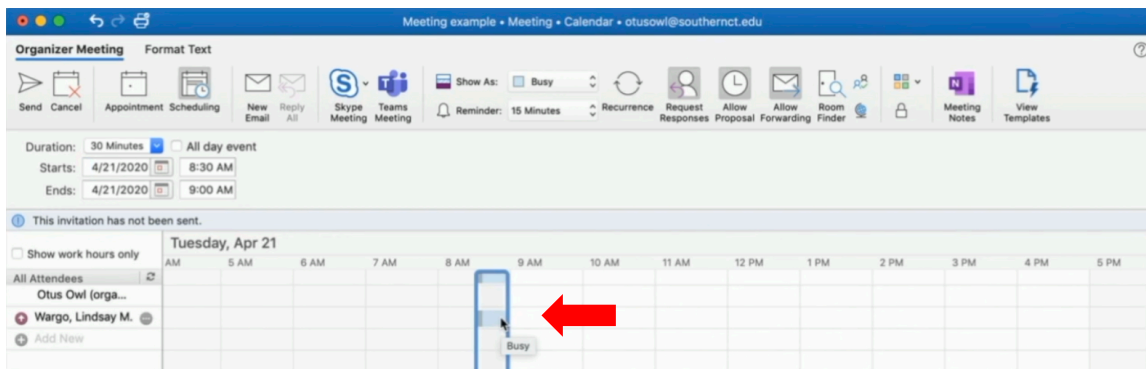 Meeting example • Meeting • Calendar • otusowl@southernct.edu
Organizer Meeting Format Text
Send Cancel Appointment Scheduling New Email Reply All Skype Meeting Teams Meeting Show As: Busy Recurrence Request Responses Allow Proposal Allow Forwarding Room Finder Meeting Notes View Templates
Reminder: 15 Minutes
Duration: 30 Minutes All day event
Starts: 4/21/2020 8:30 AM
Ends: 4/21/2020 9:00 AM
This invitation has not been sent.
Show work hours only
Tuesday, Apr 21
AM 5 AM 6 AM 7 AM 8 AM 9 AM 10 AM 11 AM 12 PM 1 PM 2 PM 3 PM 4 PM 5 PM
All Attendees
Otus Owl (orga...
Wargo, Lindsay M.
Add New
Busy